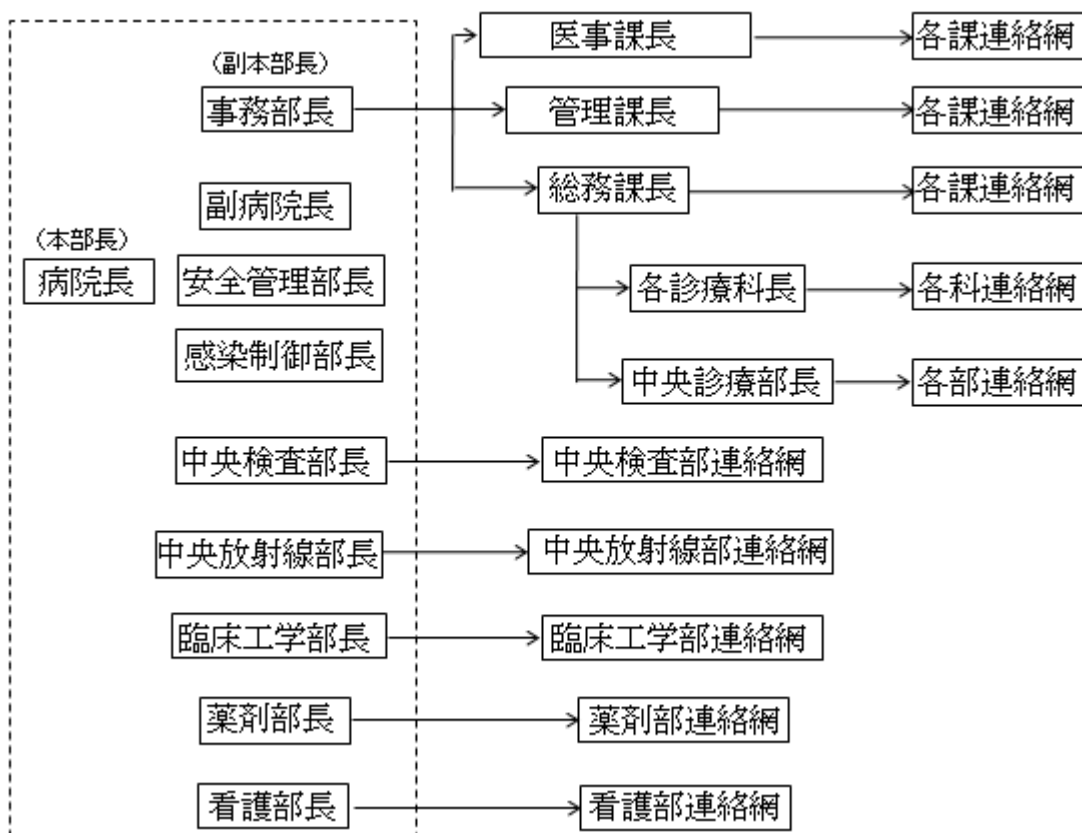 医事課長
各課連絡網
（副本部長）
事務部長
管理課長
各課連絡網
総務課長
各課連絡網
副病院長
（本部長）
病院長
安全管理部長
各診療科長
各科連絡網
感染制御部長
中央診療部長
各部連絡網
中央検査部長
中央検査部連絡網
中央放射線部長
中央放射線部連絡網
臨床工学部長
臨床工学部連絡網
薬剤部長
薬剤部連絡網
看護部長
看護部連絡網